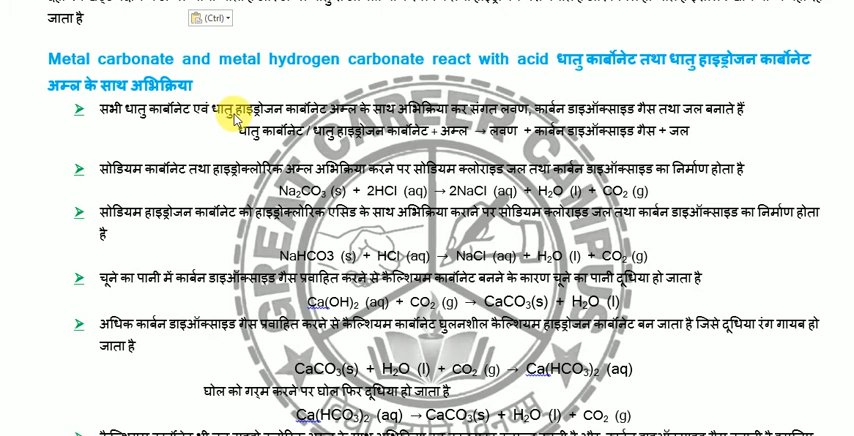 जाता है
(Ctrl)
Metal carbonate and metal hydrogen carbonate react with acid धातु कार्बोनेट तथा धातु हाइड्रोजन कार्बोनेट
अम्ल के साथ अभिक्रिया
सभी धातु कार्बोनेट एवं धातु हाइड्रोजन कार्बोनेट अम्ल के साथ अभिक्रिया कर संगत लवण, कार्बन डाइऑक्साइड गैस तथा जल बनाते हैं
धातु कार्बोनेट / धातु हाइड्रोजन कार्बोनेट + अम्ल → लवण + कार्बन डाइऑक्साइड गैस + जल
सोडियम कार्बोनेट तथा हाइड्रोक्लोरिक अम्ल अभिक्रिया करने पर सोडियम क्लोराइड जल तथा कार्बन डाइऑक्साइड का निर्माण होता है
Na₂CO₃ (s) + 2HCl (aq) → 2NaCl (aq) + H₂O (l) + CO₂ (g)
सोडियम हाइड्रोजन कार्बोनेट को हाइड्रोक्लोरिक एसिड के साथ अभिक्रिया कराने पर सोडियम क्लोराइड जल तथा कार्बन डाइऑक्साइड का निर्माण होता
है
NaHCO3 (s) + HCl (aq) → NaCl (aq) + H₂O (l) + CO₂ (g)
चूने का पानी में कार्बन डाइऑक्साइड गैस प्रवाहित करने से कैल्शियम कार्बोनेट बनने के कारण चूने का पानी दूधिया हो जाता है
Ca(OH)₂ (aq) + CO₂ (g) → CaCO₃(s) + H₂O (l)
अधिक कार्बन डाइऑक्साइड गैस प्रवाहित करने से कैल्शियम कार्बोनेट घुलनशील कैल्शियम हाइड्रोजन कार्बोनेट बन जाता है जिसे दूधिया रंग गायब हो
जाता है
CaCO₃(s) + H₂O (l) + CO₂ (g) → Ca(HCO₃)₂ (aq)
घोल को गर्म करने पर घोल फिर दूधिया हो जाता है
Ca(HCO₃)₂ (aq) → CaCO₃(s) + H₂O (l) + CO₂ (g)
GREAT CAREER CAMPUS